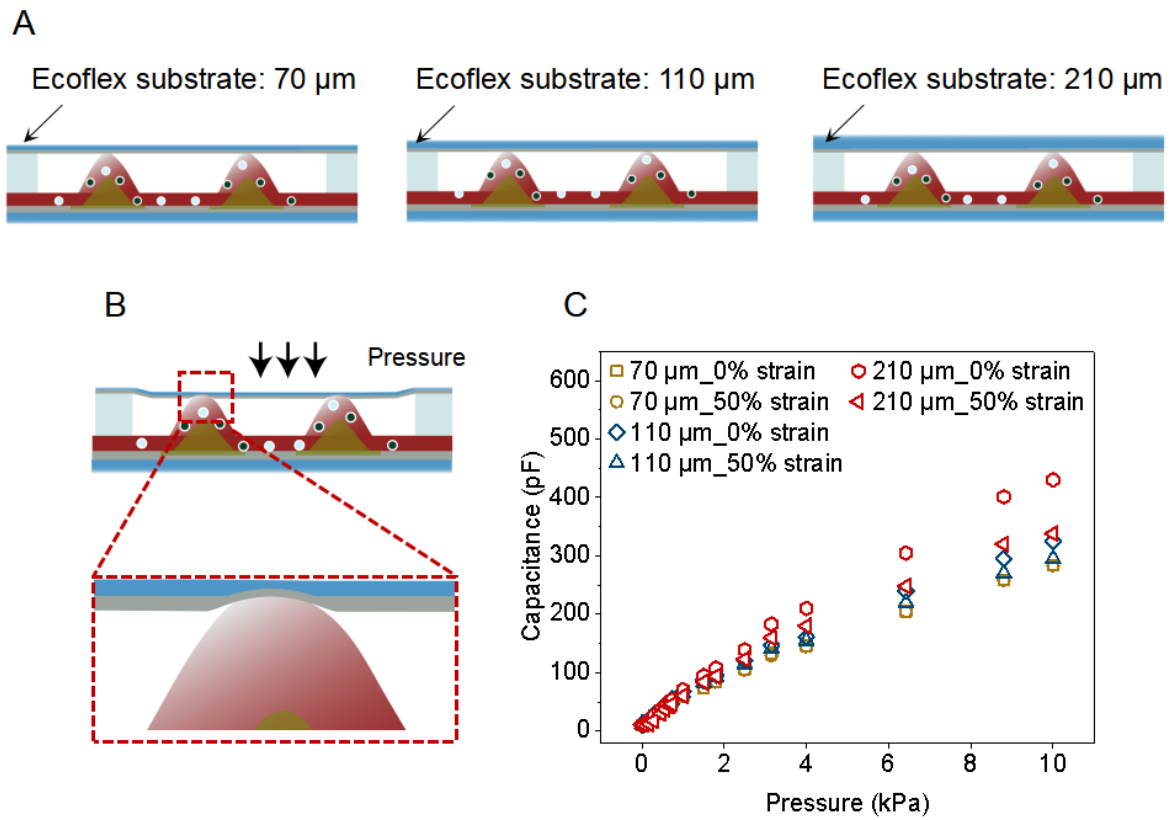 A
Ecoflex substrate: 70 µm
Ecoflex substrate: 110 µm
Ecoflex substrate: 210 µm
B
Pressure
C
Capacitance (pF)
600
500
400
300
200
100
0
70 µm_0% strain
70 µm_50% strain
110 µm_0% strain
110 µm_50% strain
210 µm_0% strain
210 µm_50% strain
0 2 4 6 8 10
Pressure (kPa)